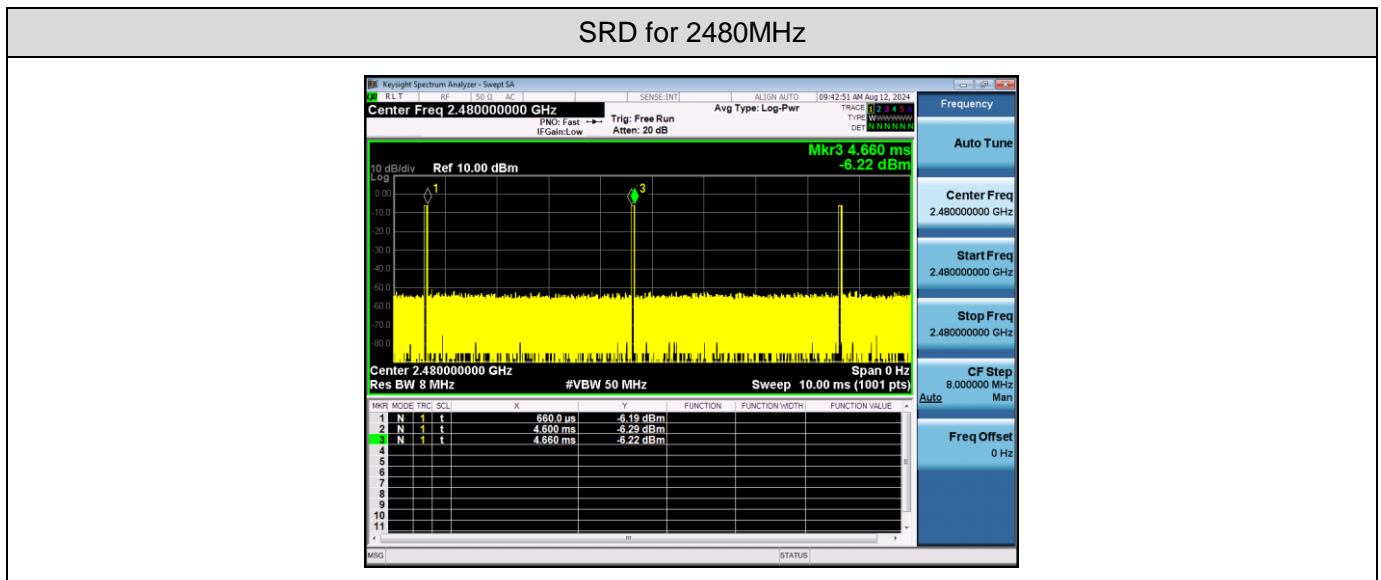 SRD for 2480MHz
Keysight Spectrum Analyzer - Swept SA
RLT RF 50 Ω AC SENSE:INT ALIGN AUTO 09:42:51 AM Aug 12, 2024
Center Freq 2.480000000 GHz
PNO: Fast
IFGain:Low
Trig: Free Run
Atten: 20 dB
Avg Type: Log-Pwr
TRACE 1 2 3 4 5 6
TYPE WWWWWW
DET N N N N N N
Mkr3 4.660 ms
-6.22 dBm
10 dB/div Ref 10.00 dBm
Log
1
3
0.00
-10.0
-20.0
-30.0
-40.0
-50.0
-60.0
-70.0
-80.0
Center 2.480000000 GHz Span 0 Hz
Res BW 8 MHz #VBW 50 MHz Sweep 10.00 ms (1001 pts)
MKR MODE TRC SCL X Y FUNCTION FUNCTION WIDTH FUNCTION VALUE
1 N 1 t 660.0 µs -6.19 dBm
2 N 1 t 4.600 ms -6.29 dBm
3 N 1 t 4.660 ms -6.22 dBm
4
5
6
7
8
9
10
11
MSG STATUS
Frequency
Auto Tune
Center Freq
2.480000000 GHz
Start Freq
2.480000000 GHz
Stop Freq
2.480000000 GHz
CF Step
8.000000 MHz
Auto Man
Freq Offset
0 Hz